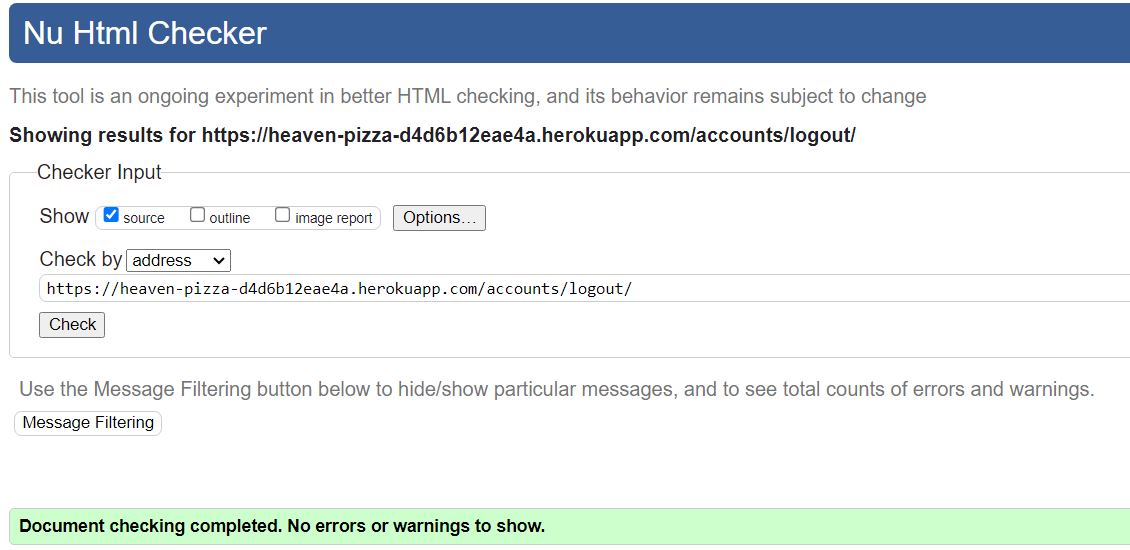 Nu Html Checker
This tool is an ongoing experiment in better HTML checking, and its behavior remains subject to change
Showing results for https://heaven-pizza-d4d6b12eae4a.herokuapp.com/accounts/logout/
Checker Input
Show source outline image report Options...
Check by address
https://heaven-pizza-d4d6b12eae4a.herokuapp.com/accounts/logout/
Check
Use the Message Filtering button below to hide/show particular messages, and to see total counts of errors and warnings.
Message Filtering
Document checking completed. No errors or warnings to show.